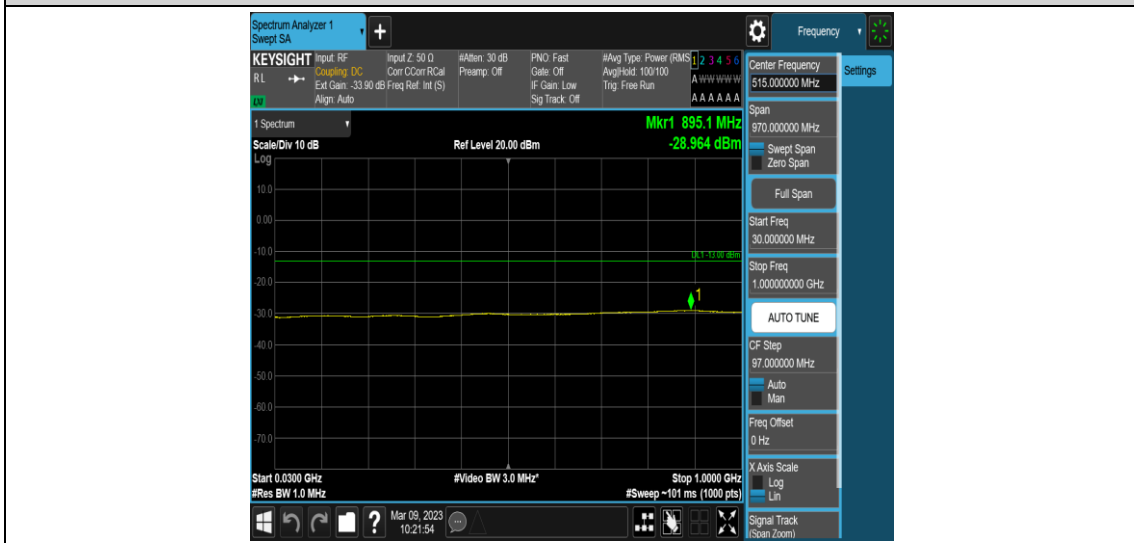 Spectrum Analyzer 1
Swept SA
+
Frequency
KEYSIGHT
RL
LXI
Input: RF
Coupling: DC
Ext Gain: -33.90 dB
Align: Auto
Input Z: 50 Ω
Corr CCorr RCal
Freq Ref: Int (S)
#Atten: 30 dB
Preamp: Off
PNO: Fast
Gate: Off
IF Gain: Low
Sig Track: Off
#Avg Type: Power (RMS
Avg|Hold: 100/100
Trig: Free Run
1 2 3 4 5 6
A W W W W W
A A A A A A
1 Spectrum
Scale/Div 10 dB
Ref Level 20.00 dBm
Mkr1 895.1 MHz
-28.964 dBm
Log
10.0
0.00
-10.0
DL1 -13.00 dBm
-20.0
1
-30.0
-40.0
-50.0
-60.0
-70.0
Start 0.0300 GHz
#Video BW 3.0 MHz*
Stop 1.0000 GHz
#Res BW 1.0 MHz
#Sweep ~101 ms (1000 pts)
?
Mar 09, 2023
10:21:54
Center Frequency
515.000000 MHz
Settings
Span
970.000000 MHz
Swept Span
Zero Span
Full Span
Start Freq
30.000000 MHz
Stop Freq
1.000000000 GHz
AUTO TUNE
CF Step
97.000000 MHz
Auto
Man
Freq Offset
0 Hz
X Axis Scale
Log
Lin
Signal Track
(Span Zoom)